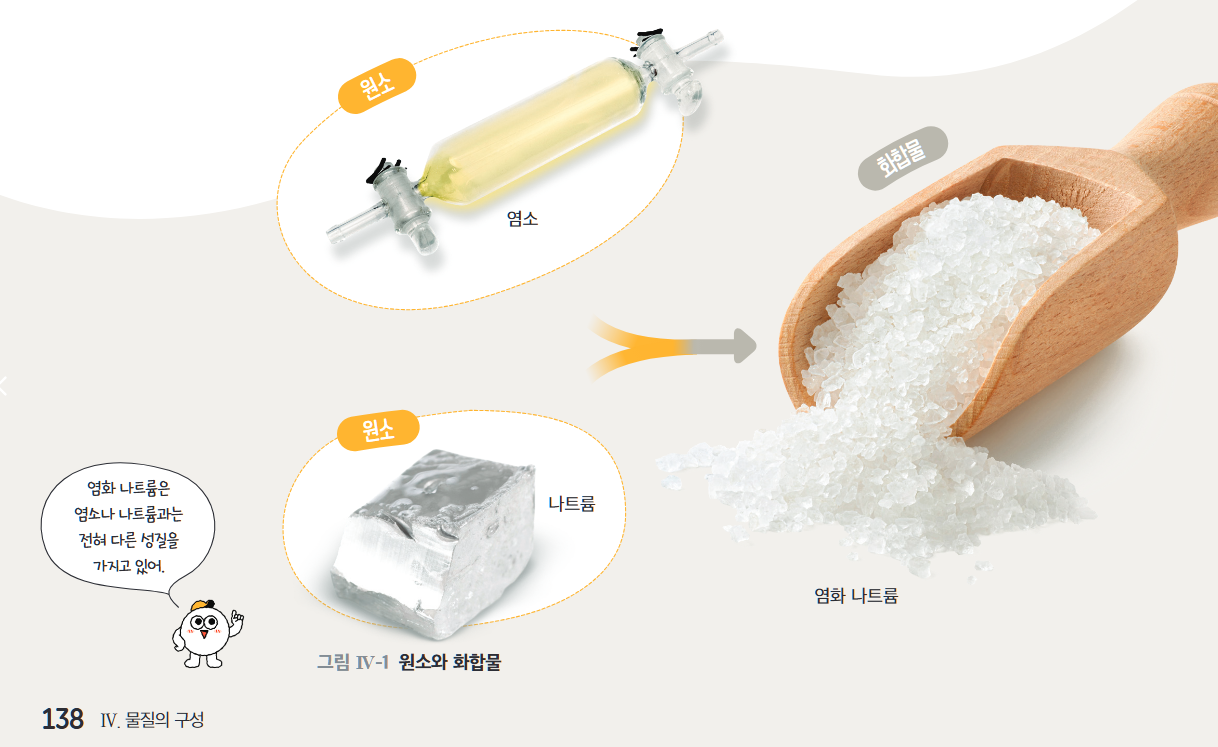 원소
염소
화합물
원소
나트륨
염화 나트륨은
염소나 나트륨과는
전혀 다른 성질을
가지고 있어.
염화 나트륨
그림 Ⅳ-1 원소와 화합물
138 Ⅳ. 물질의 구성